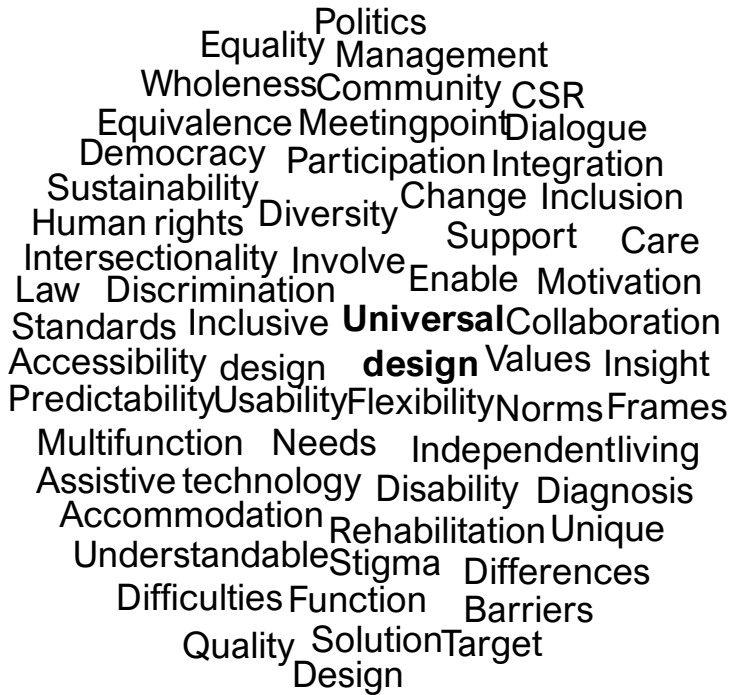 Politics
Equality Management
Wholeness Community CSR
Equivalence Meetingpoint Dialogue
Democracy Participation Integration
Sustainability Change Inclusion
Human rights Diversity Support Care
Intersectionality Involve Enable Motivation
Law Discrimination
Standards Inclusive Universal Collaboration
Accessibility design design Values Insight
Predictability Usability Flexibility Norms Frames
Multifunction Needs Independentliving
Assistive technology Disability Diagnosis
Accommodation Rehabilitation Unique
Understandable Stigma Differences
Difficulties Function Barriers
Quality Solution Target
Design